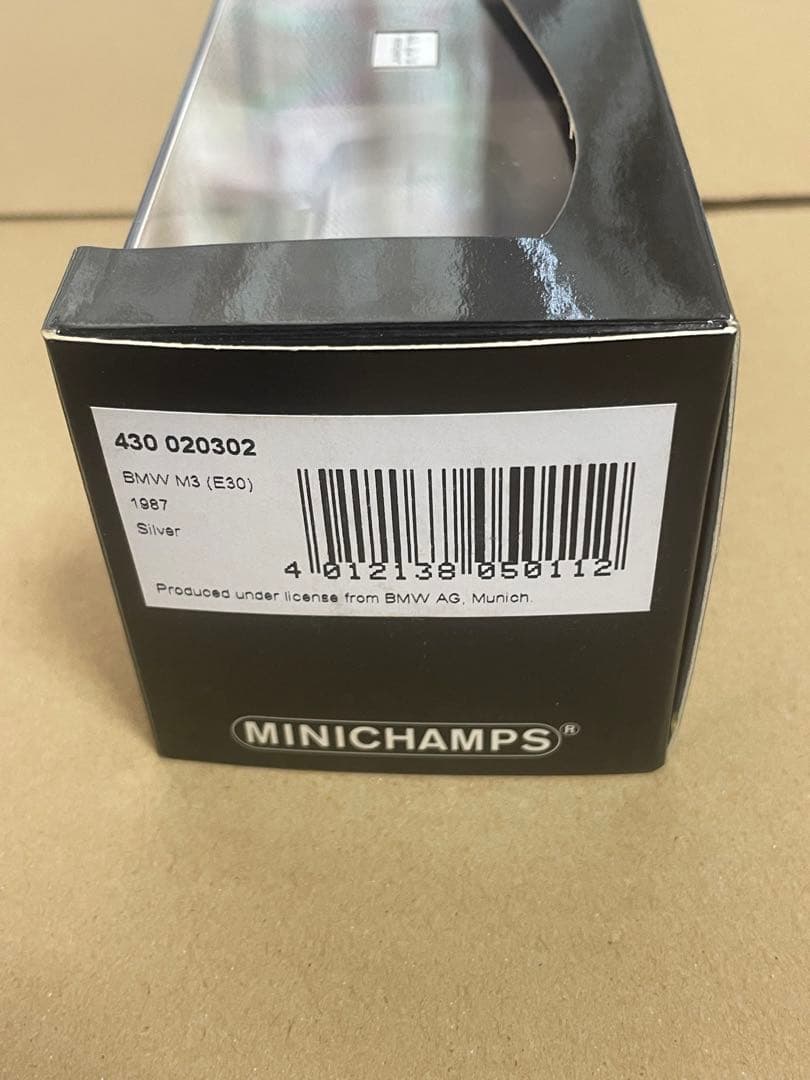 430 020302
BMW M3 (E30)
1987
Silver
4 012138 050112
Produced under license from BMW AG, Munich.
MINICHAMPS®